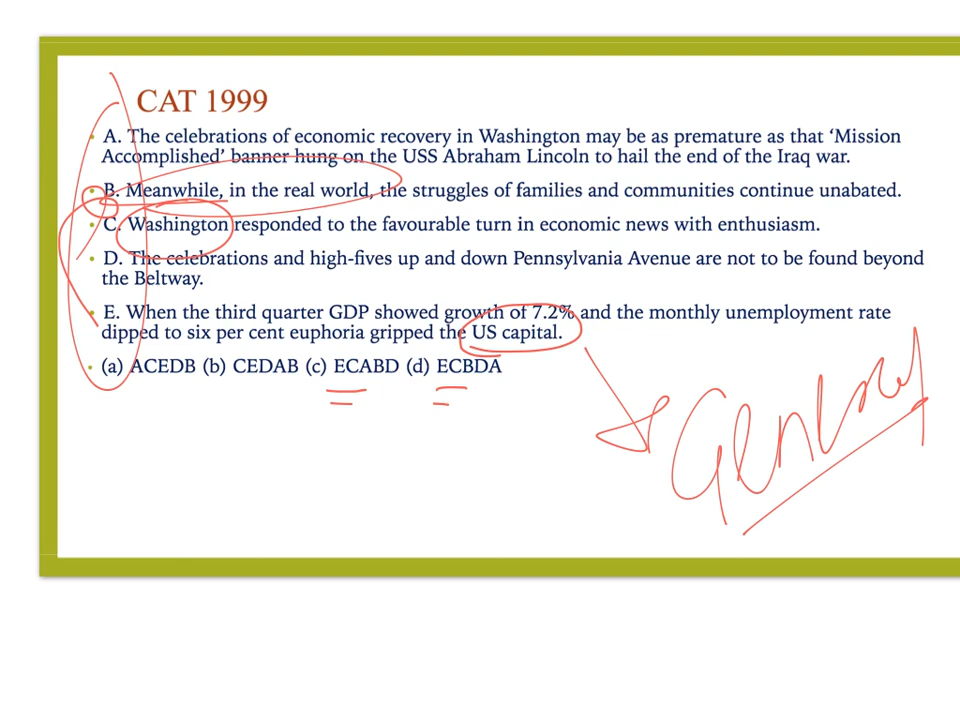 CAT 1999
• A. The celebrations of economic recovery in Washington may be as premature as that ‘Mission
Accomplished’ banner hung on the USS Abraham Lincoln to hail the end of the Iraq war.
• B. Meanwhile, in the real world, the struggles of families and communities continue unabated.
• C. Washington responded to the favourable turn in economic news with enthusiasm.
• D. The celebrations and high-fives up and down Pennsylvania Avenue are not to be found beyond
the Beltway.
• E. When the third quarter GDP showed growth of 7.2% and the monthly unemployment rate
dipped to six per cent euphoria gripped the US capital.
• (a) ACEDB (b) CEDAB (c) ECABD (d) ECBDA